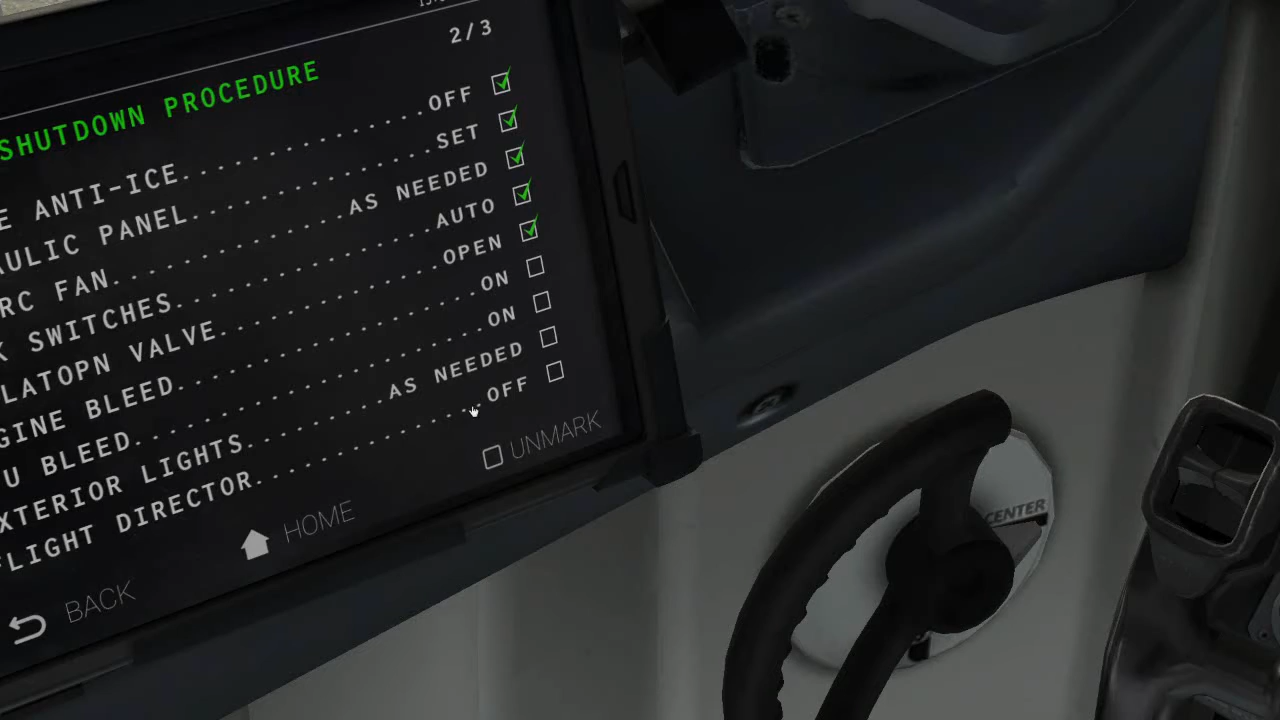 2/3
SHUTDOWN PROCEDURE
E ANTI-ICE....................OFF
AULIC PANEL....................SET
RC FAN....................AS NEEDED
K SWITCHES....................AUTO
LATOPN VALVE....................OPEN
GINE BLEED....................ON
U BLEED....................ON
XTERIOR LIGHTS............AS NEEDED
FLIGHT DIRECTOR....................OFF
UNMARK
HOME
BACK
CENTER